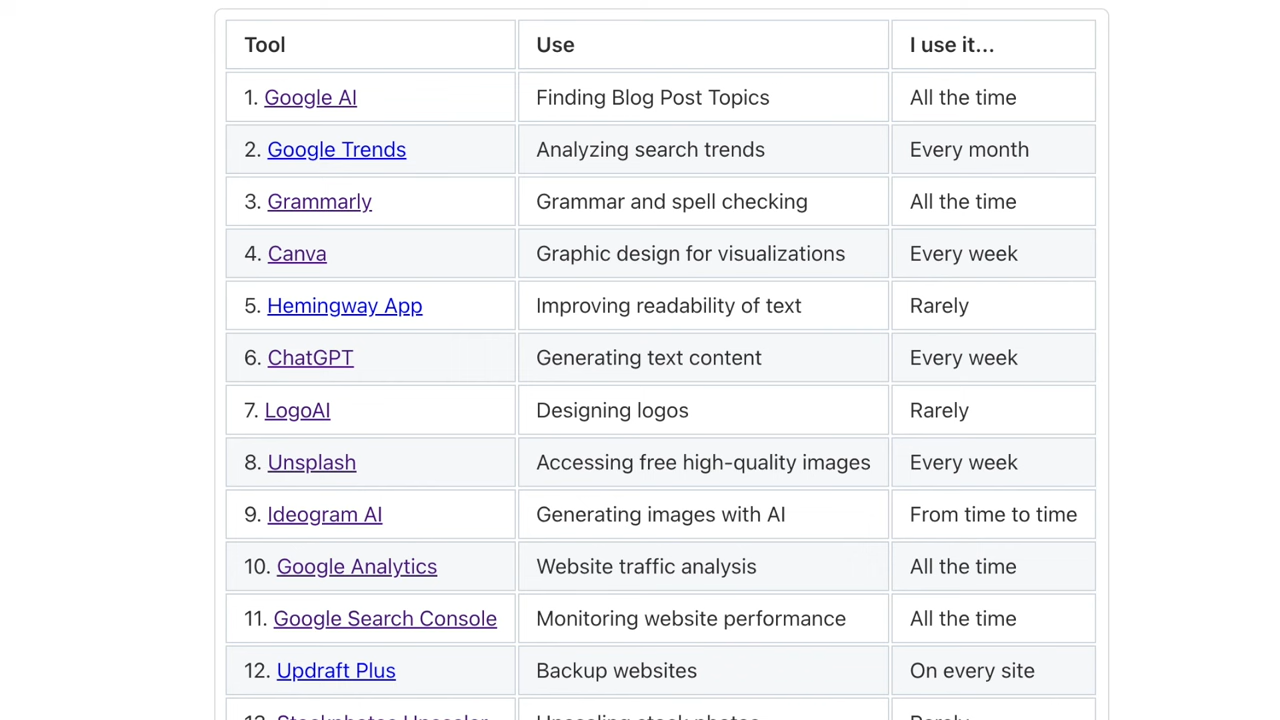 Tool Use I use it...
1. Google AI Finding Blog Post Topics All the time
2. Google Trends Analyzing search trends Every month
3. Grammarly Grammar and spell checking All the time
4. Canva Graphic design for visualizations Every week
5. Hemingway App Improving readability of text Rarely
6. ChatGPT Generating text content Every week
7. LogoAI Designing logos Rarely
8. Unsplash Accessing free high-quality images Every week
9. Ideogram AI Generating images with AI From time to time
10. Google Analytics Website traffic analysis All the time
11. Google Search Console Monitoring website performance All the time
12. Updraft Plus Backup websites On every site